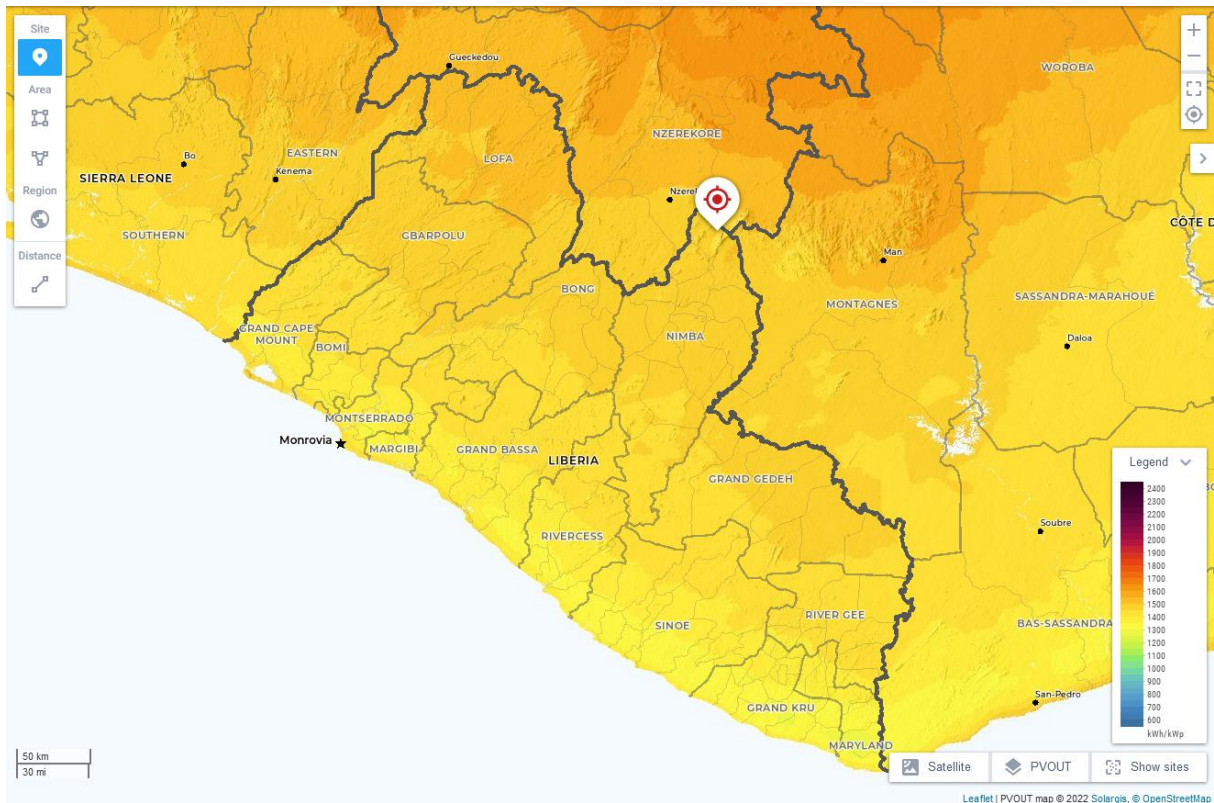 Site
Area
Region
Distance
Gueckedou
WOROBA
NZEREKORE
Bo
EASTERN
LOFA
SIERRA LEONE
Kenema
SOUTHERN
GBARPOLU
Man
CÔTE D
BONG
MONTAGNES
SASSANDRA-MARAHOUÉ
GRAND CAPE
MOUNT
BOMI
NIMBA
Daloa
MONTSERRADO
Monrovia
MARGIBI
GRAND BASSA
LIBERIA
GRAND GEDEH
Soubre
RIVERCESS
SINOE
RIVER GEE
BAS-SASSANDRA
San-Pedro
GRAND KRU
MARYLAND
Legend
2400
2300
2200
2100
2000
1900
1800
1700
1600
1500
1400
1300
1200
1100
1000
900
800
700
600
kWh/kWp
50 km
30 mi
Satellite
PVOUT
Show sites
Leaflet | PVOUT map © 2022 Solargis, © OpenStreetMap